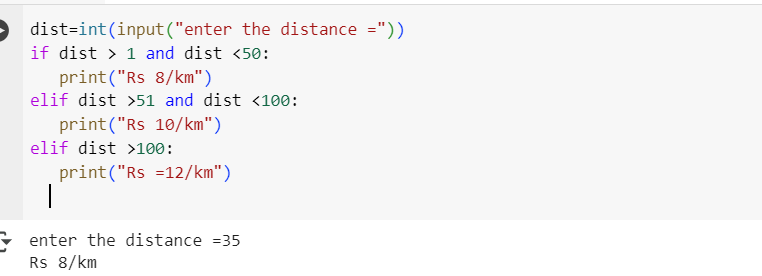 dist=int(input("enter the distance ="))
if dist > 1 and dist <50:
print("Rs 8/km")
elif dist >51 and dist <100:
print("Rs 10/km")
elif dist >100:
print("Rs =12/km")
enter the distance =35
Rs 8/km